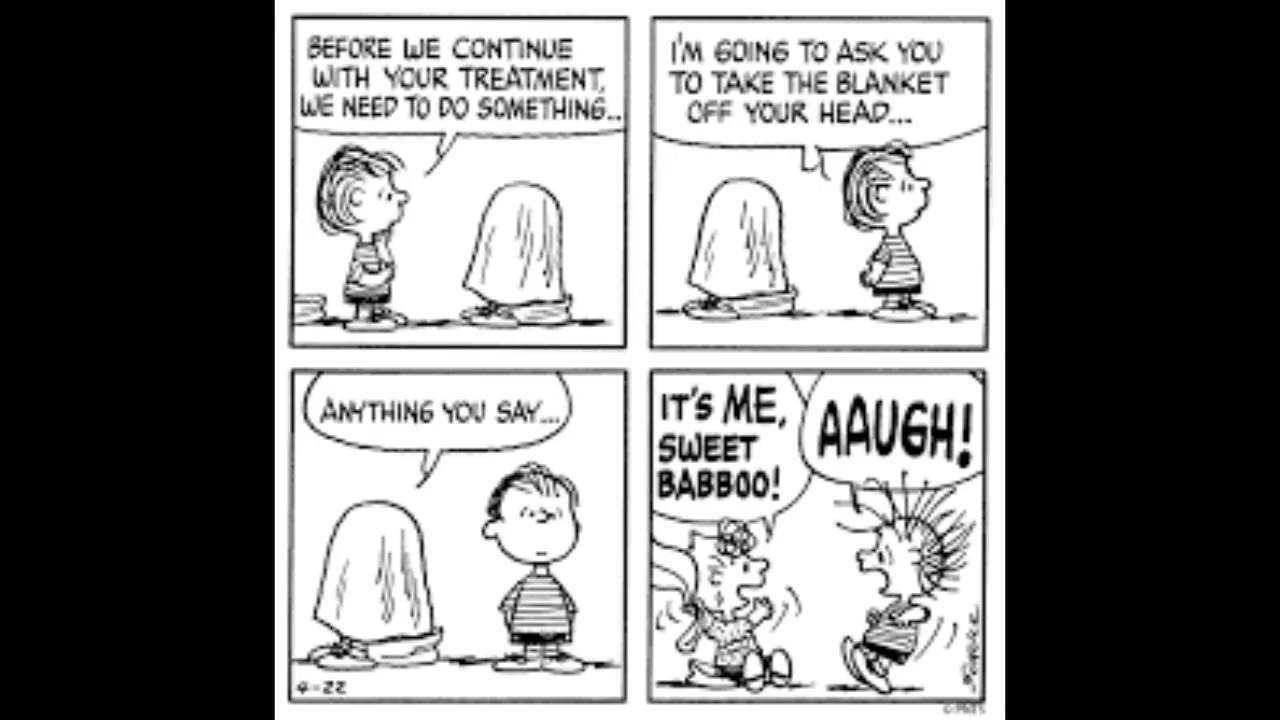 BEFORE WE CONTINUE
WITH YOUR TREATMENT,
WE NEED TO DO SOMETHING..
I'M GOING TO ASK YOU
TO TAKE THE BLANKET
OFF YOUR HEAD...
ANYTHING YOU SAY...
4-22
IT'S ME,
SWEET
BABBOO!
AAUGH!